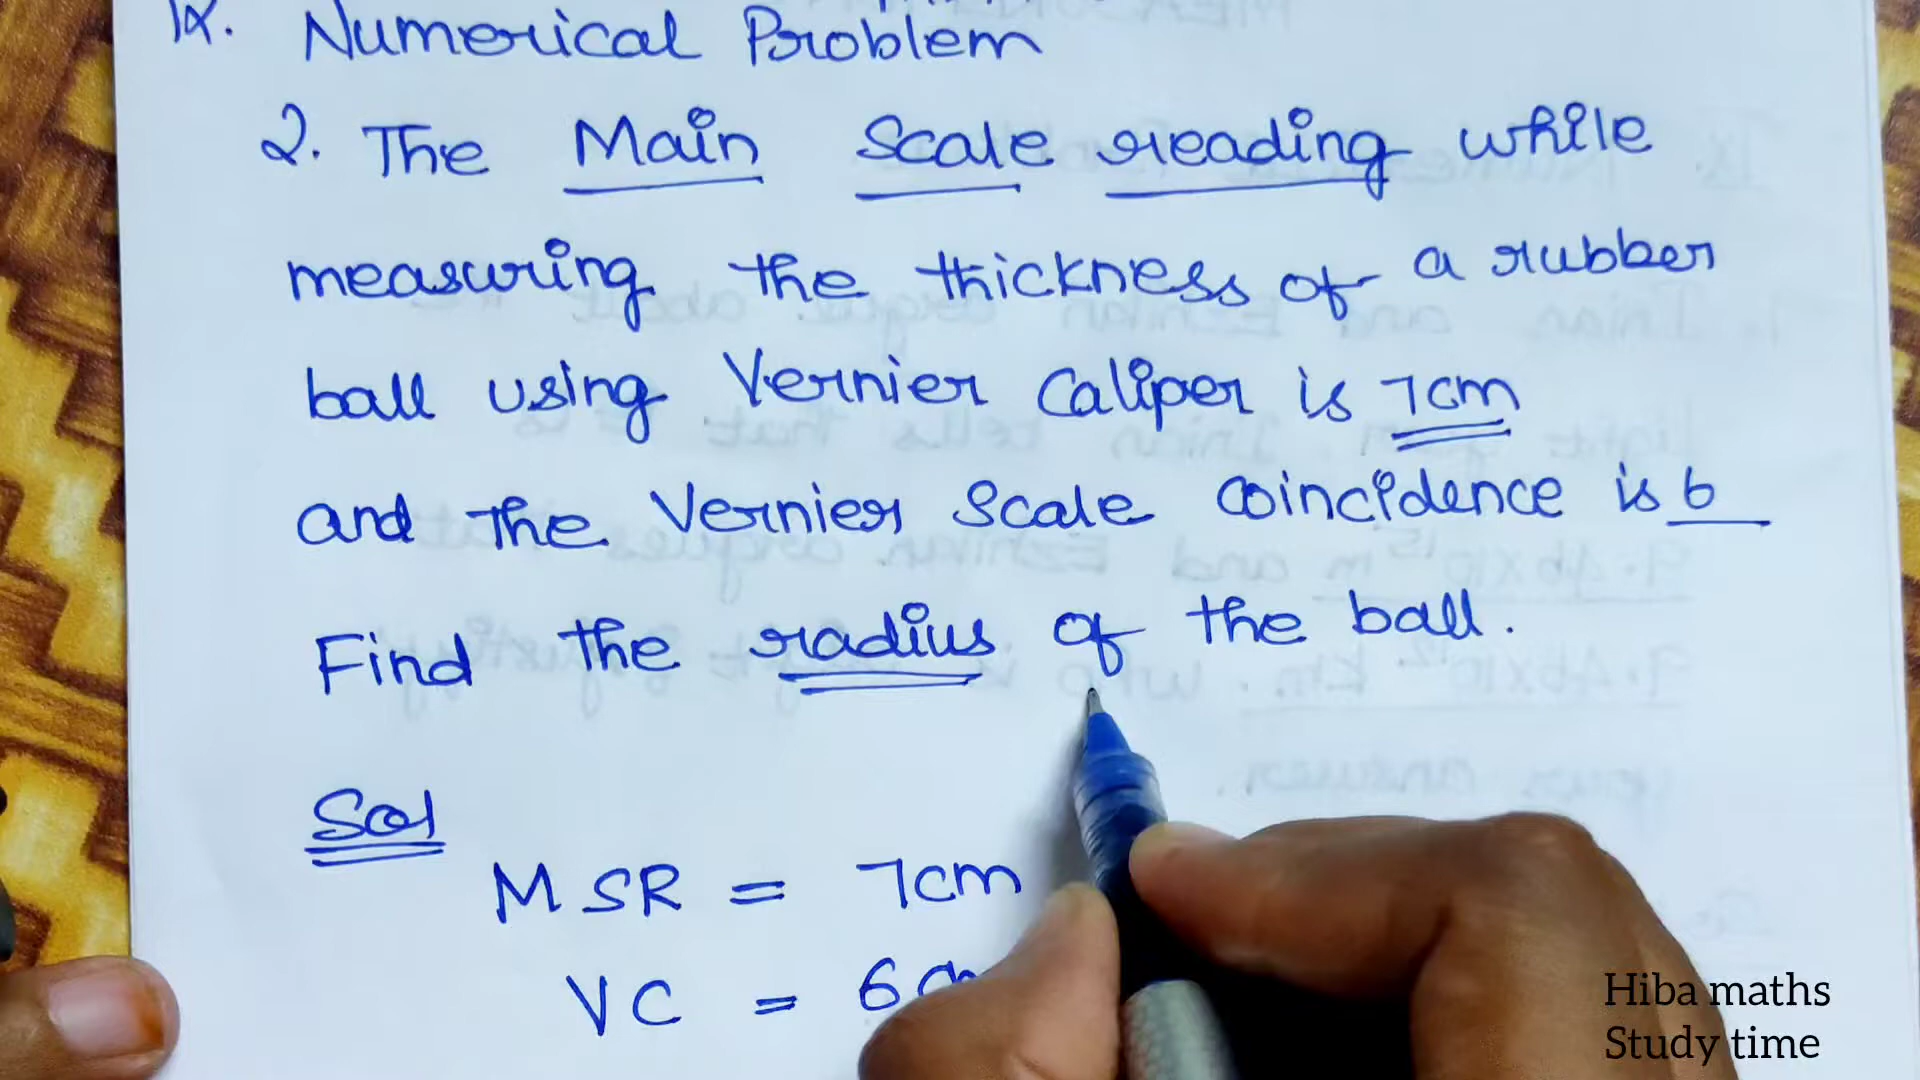 IX. Numerical Problem
2. The Main Scale reading while
measuring the thickness of a rubber
ball using Vernier Caliper is 7cm
and the Vernier Scale coincidence is 6
Find the radius of the ball.
Sol
MSR = 7cm
VC = 6
Hiba maths
Study time